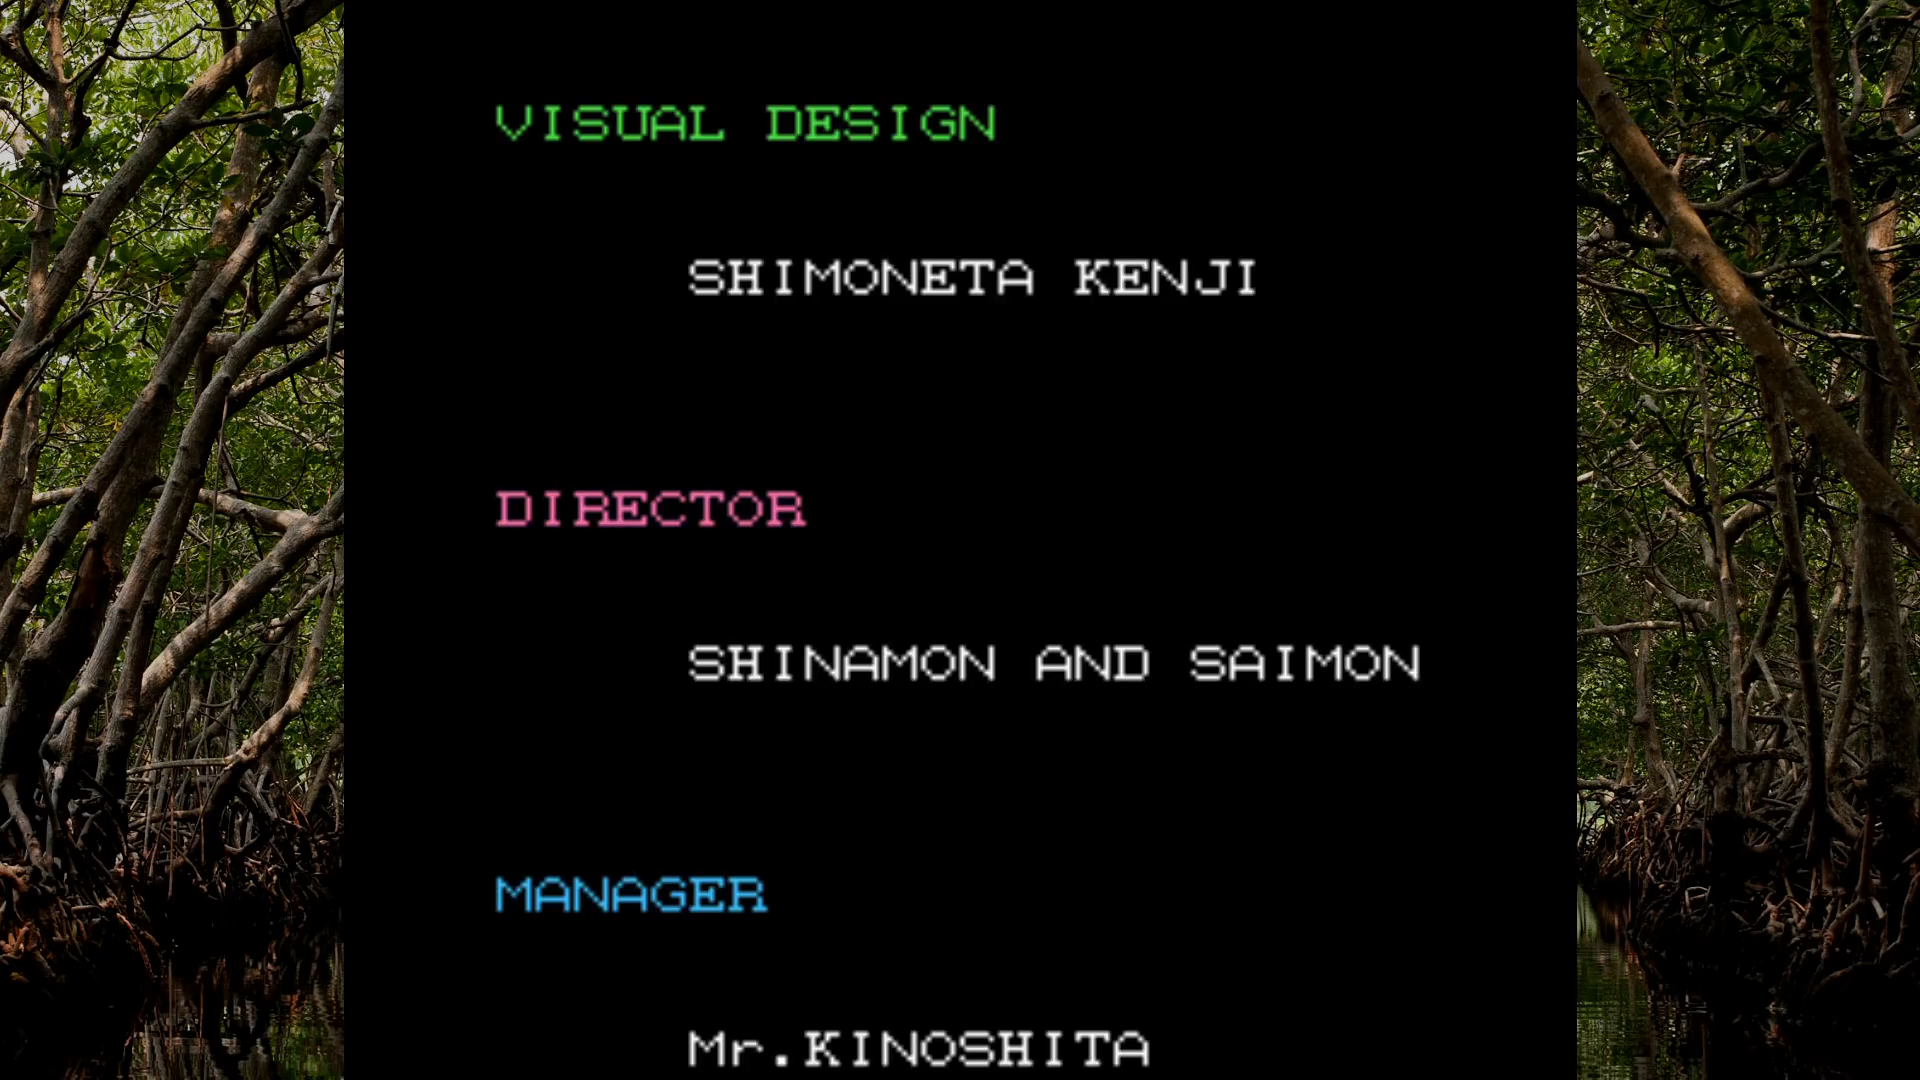 VISUAL DESIGN
SHIMONETA KENJI
DIRECTOR
SHINAMON AND SAIMON
MANAGER
Mr.KINOSHITA